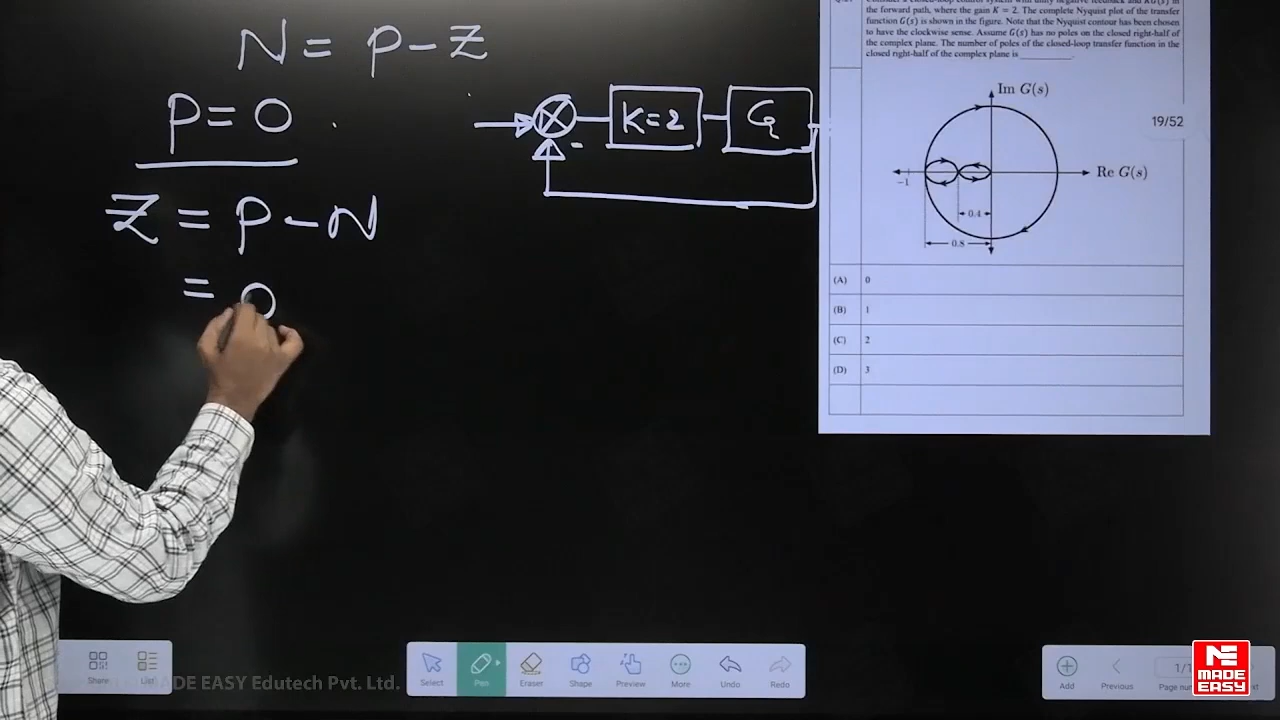 N = P - Z
P = 0
Z = P - N
= 0
K=2
G
-
the forward path, where the gain K = 2. The complete Nyquist plot of the transfer
function G(s) is shown in the figure. Note that the Nyquist contour has been chosen
to have the clockwise sense. Assume G(s) has no poles on the closed right-half of
the complex plane. The number of poles of the closed-loop transfer function in the
closed right-half of the complex plane is __________.
Im G(s)
19/52
Re G(s)
-1
0.4
0.8
(A) 0
(B) 1
(C) 2
(D) 3
Share
List
Select
Pen
Eraser
Shape
Preview
More
Undo
Redo
Add
Previous
1/1
ADE EASY Edutech Pvt. Ltd.
ME
MADE
EASY